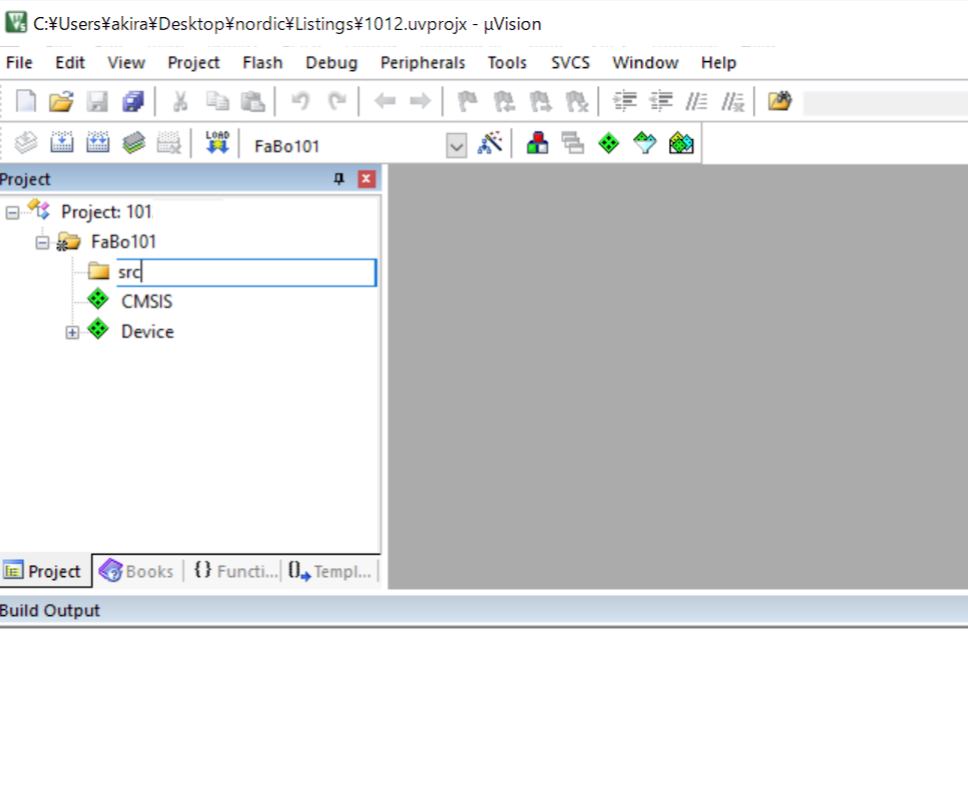 C:¥Users¥akira¥Desktop¥nordic¥Listings¥1012.uvprojx - µVision
File Edit View Project Flash Debug Peripherals Tools SVCS Window Help
LOAD FaBo101
Project
Project: 101
FaBo101
src
CMSIS
Device
Project Books {} Functi... 0 Templ...
Build Output